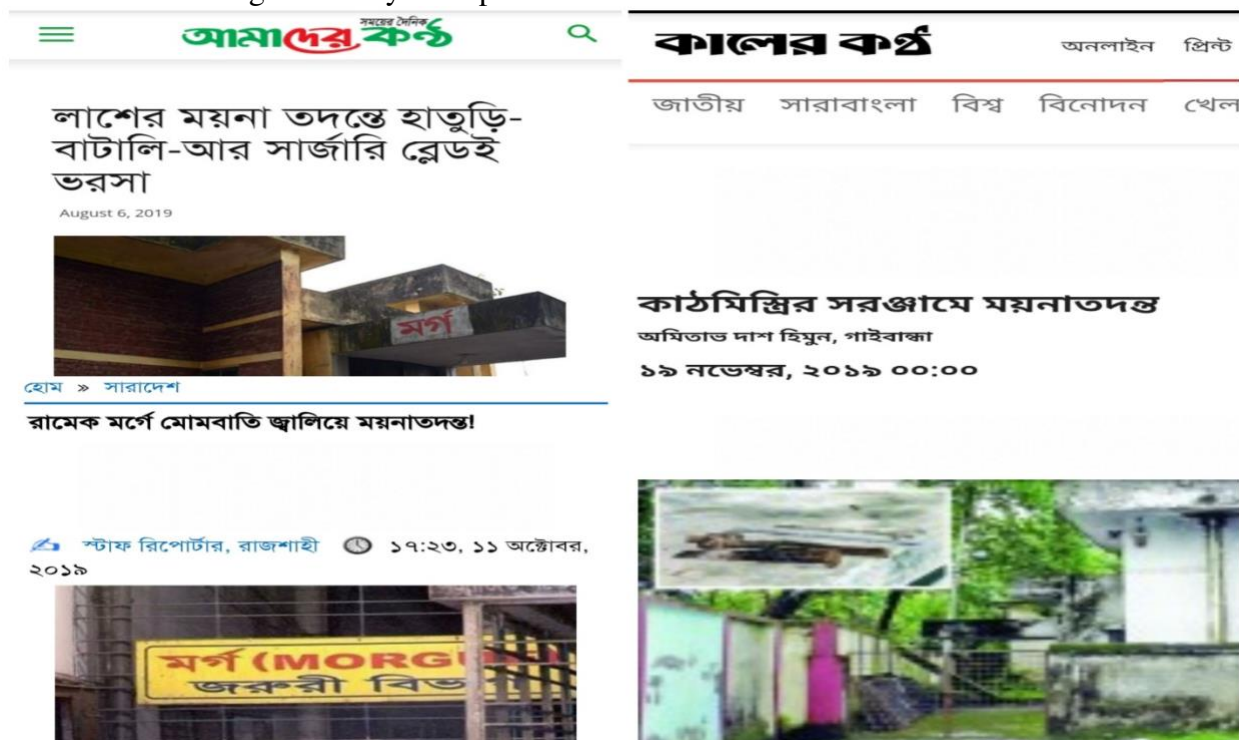 সময়ের দৈনিক
আমাদের কণ্ঠ
লাশের ময়না তদন্তে হাতুড়ি-
বাটালি-আর সার্জারি ব্লেডই
ভরসা
August 6, 2019
মর্গ
হোম » সারাদেশ
রামেক মর্গে মোমবাতি জ্বালিয়ে ময়নাতদন্ত!
স্টাফ রিপোর্টার, রাজশাহী ১৭:২৩, ১১ অক্টোবর,
২০১৯
মর্গ (MORGU
জরুরী বিভ
কালের কণ্ঠ
অনলাইন প্রিন্ট
জাতীয় সারাবাংলা বিশ্ব বিনোদন খেল
কাঠমিস্ত্রির সরঞ্জামে ময়নাতদন্ত
অমিতাভ দাশ হিমুন, গাইবান্ধা
১৯ নভেম্বর, ২০১৯ ০০:০০